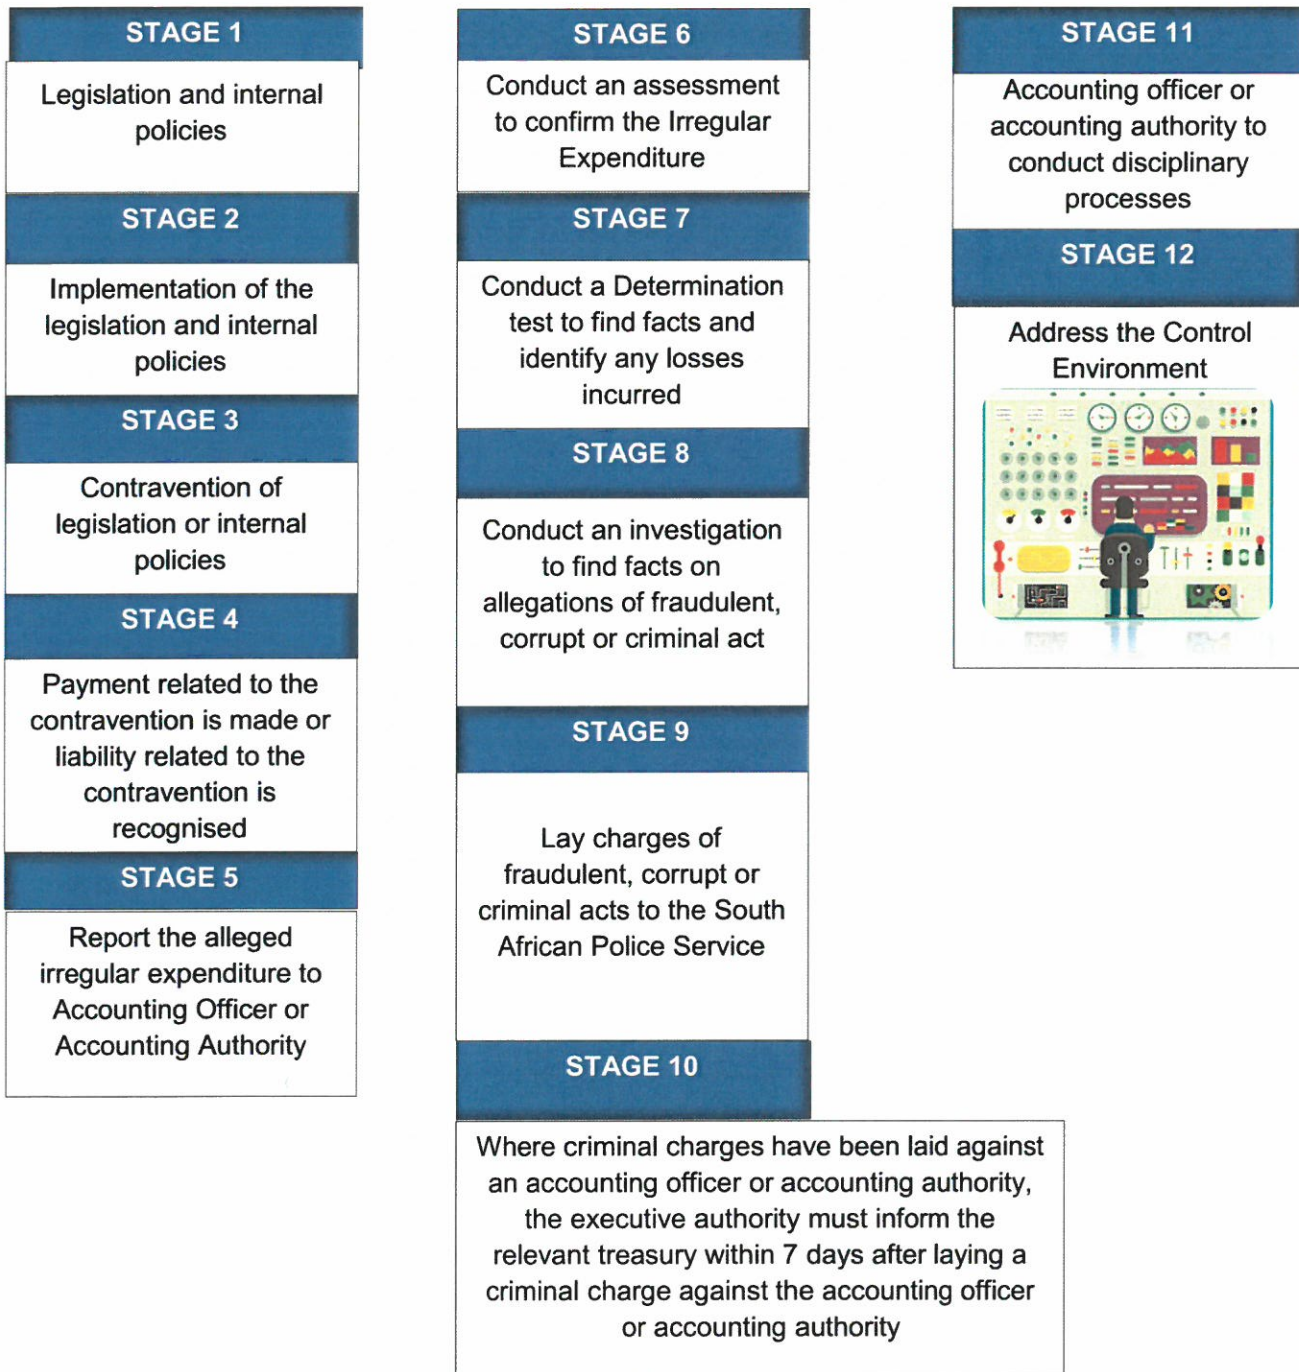 STAGE 1
Legislation and internal
policies
STAGE 2
Implementation of the
legislation and internal
policies
STAGE 3
Contravention of
legislation or internal
policies
STAGE 4
Payment related to the
contravention is made or
liability related to the
contravention is
recognised
STAGE 5
Report the alleged
irregular expenditure to
Accounting Officer or
Accounting Authority
STAGE 6
Conduct an assessment
to confirm the Irregular
Expenditure
STAGE 7
Conduct a Determination
test to find facts and
identify any losses
incurred
STAGE 8
Conduct an investigation
to find facts on
allegations of fraudulent,
corrupt or criminal act
STAGE 9
Lay charges of
fraudulent, corrupt or
criminal acts to the South
African Police Service
STAGE 10
Where criminal charges have been laid against
an accounting officer or accounting authority,
the executive authority must inform the
relevant treasury within 7 days after laying a
criminal charge against the accounting officer
or accounting authority
STAGE 11
Accounting officer or
accounting authority to
conduct disciplinary
processes
STAGE 12
Address the Control
Environment